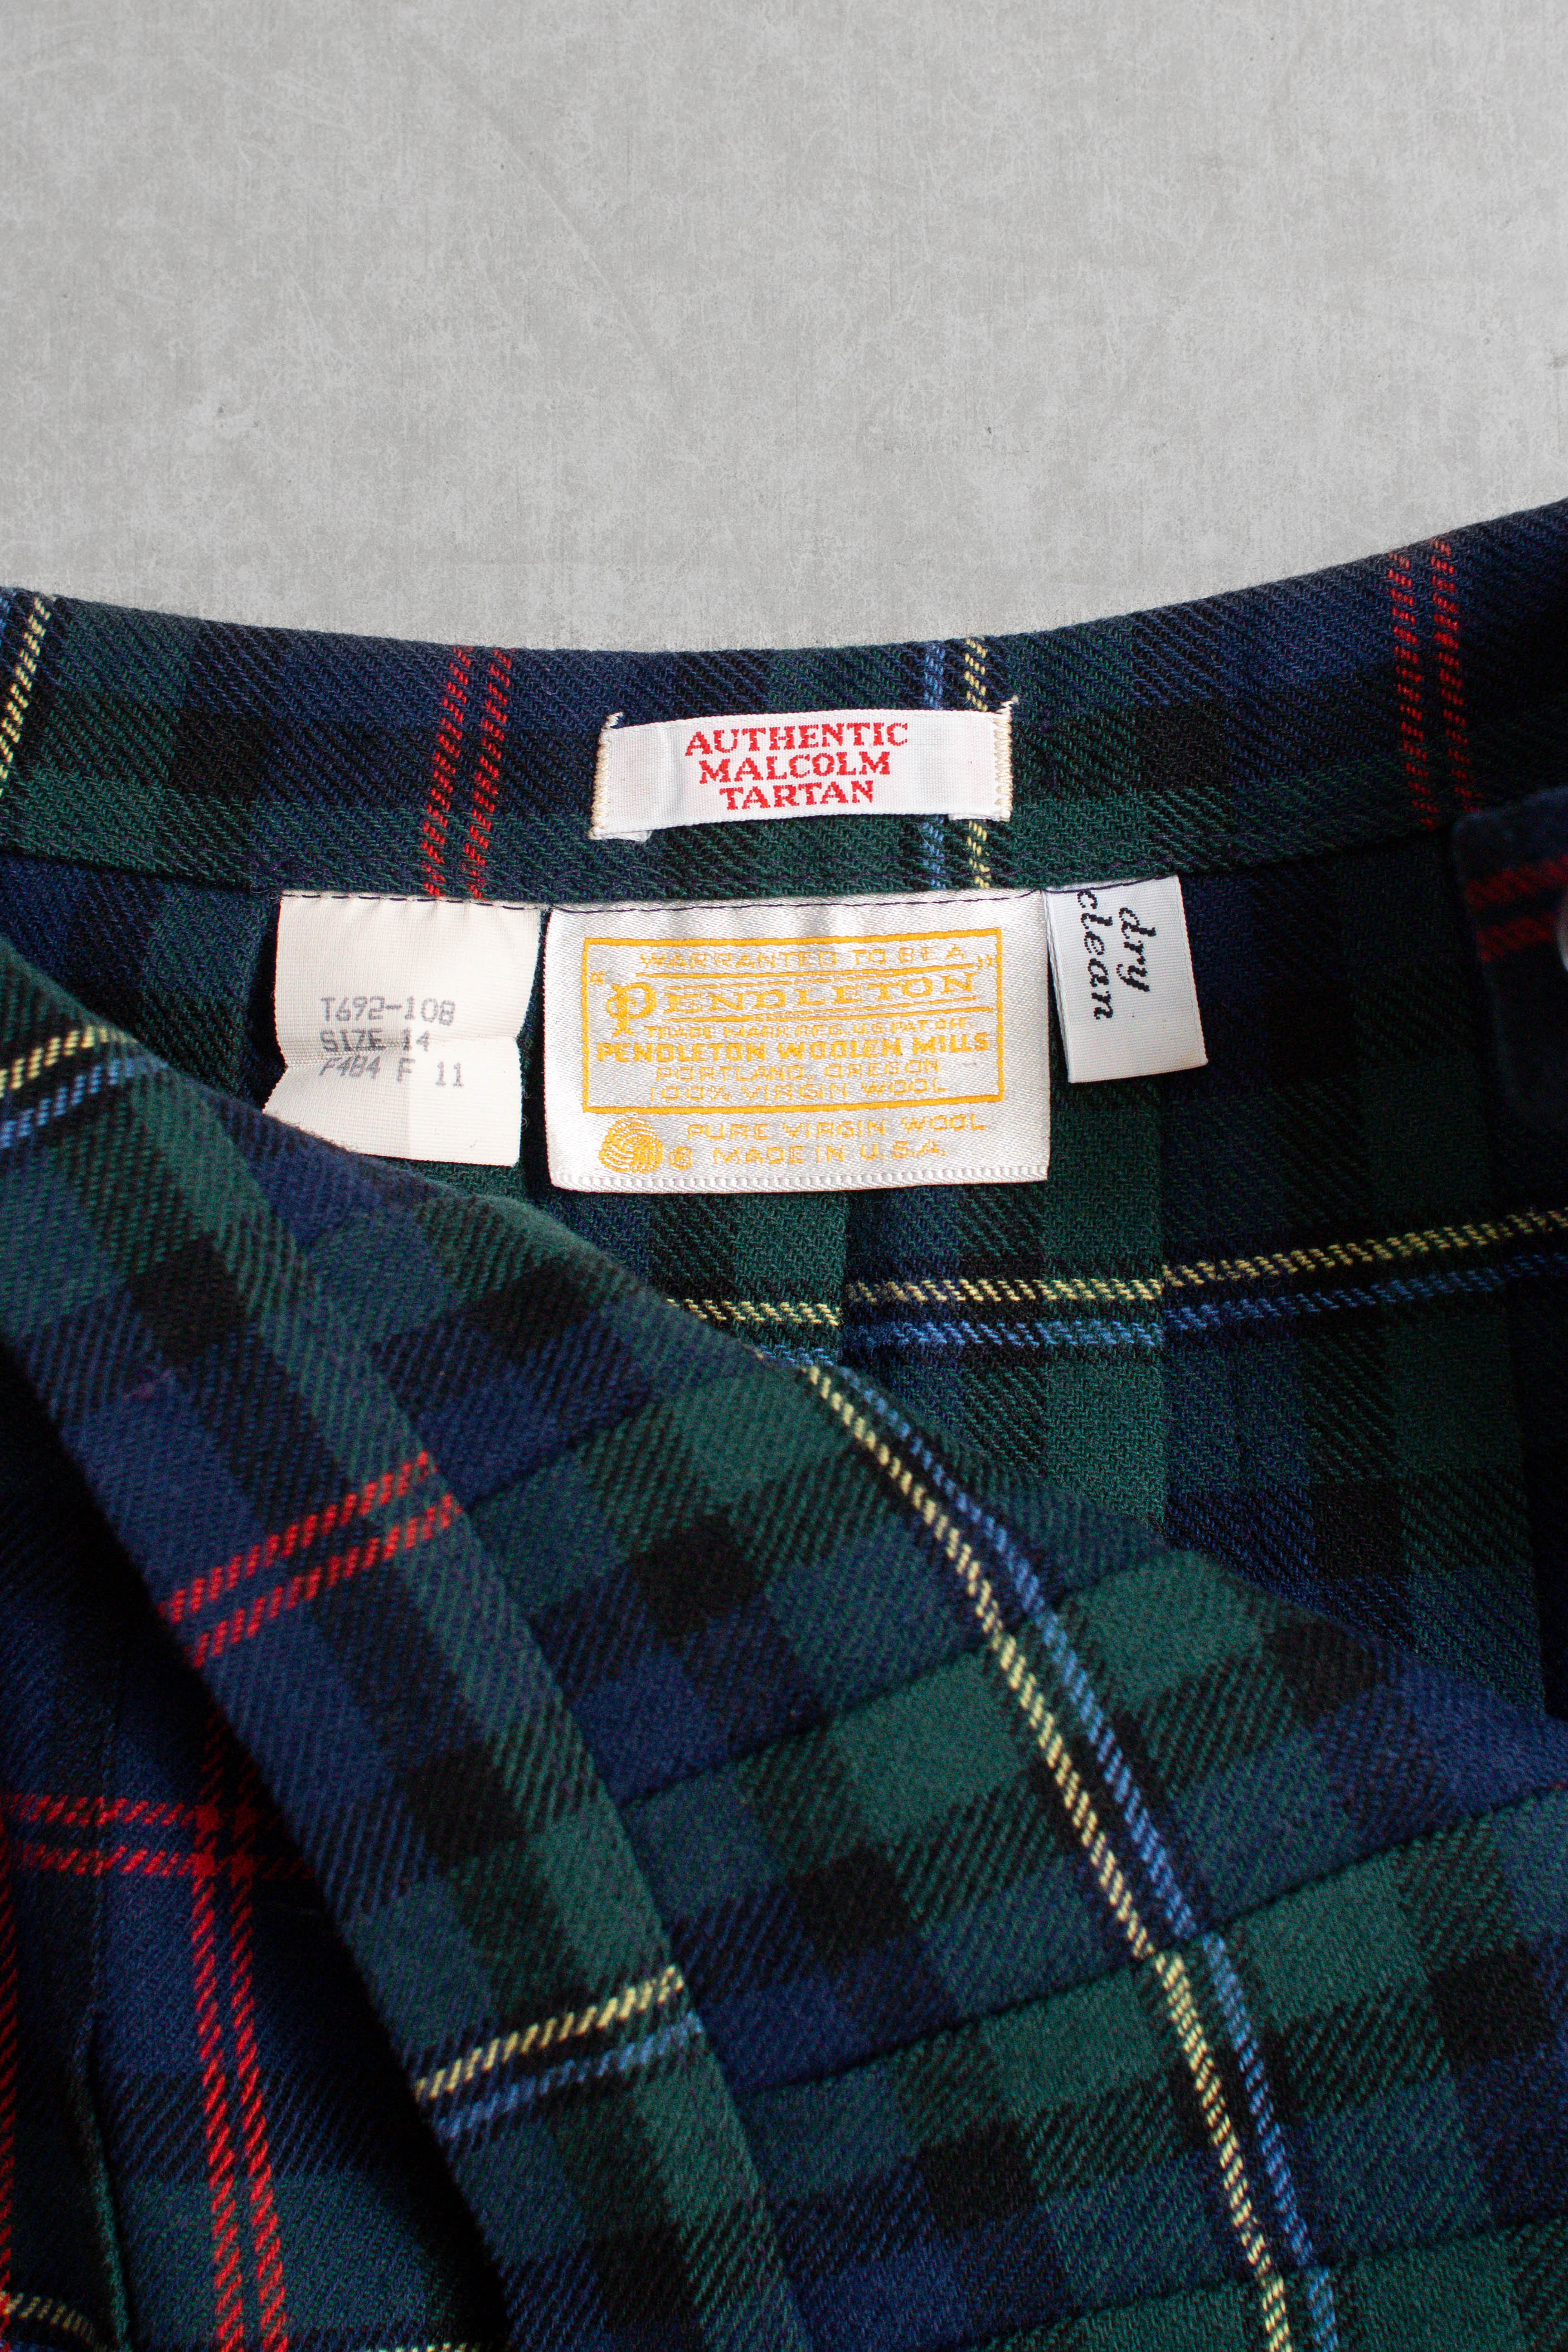 AUTHENTIC
MALCOLM
TARTAN
T692-108
SIZE 14
F484 F 11
WARRANTED TO BE A
"PENDLETON"
TRADE MARK REG. U.S. PAT. OFF.
PENDLETON WOOLEN MILLS
PORTLAND, OREGON
100% VIRGIN WOOL
PURE VIRGIN WOOL
® MADE IN U.S.A.
dry
clean